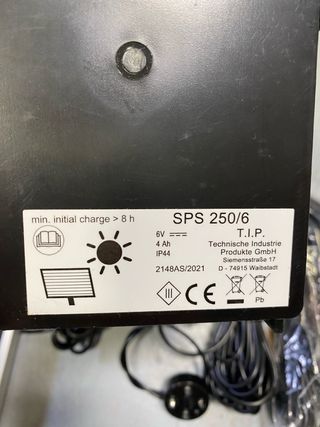 min. initial charge > 8 h
SPS 250/6
6V
4 Ah
IP44
2148AS/2021
T.I.P.
Technische Industrie
Produkte GmbH
Siemensstraße 17
D - 74915 Waibstadt
III
CE
Pb